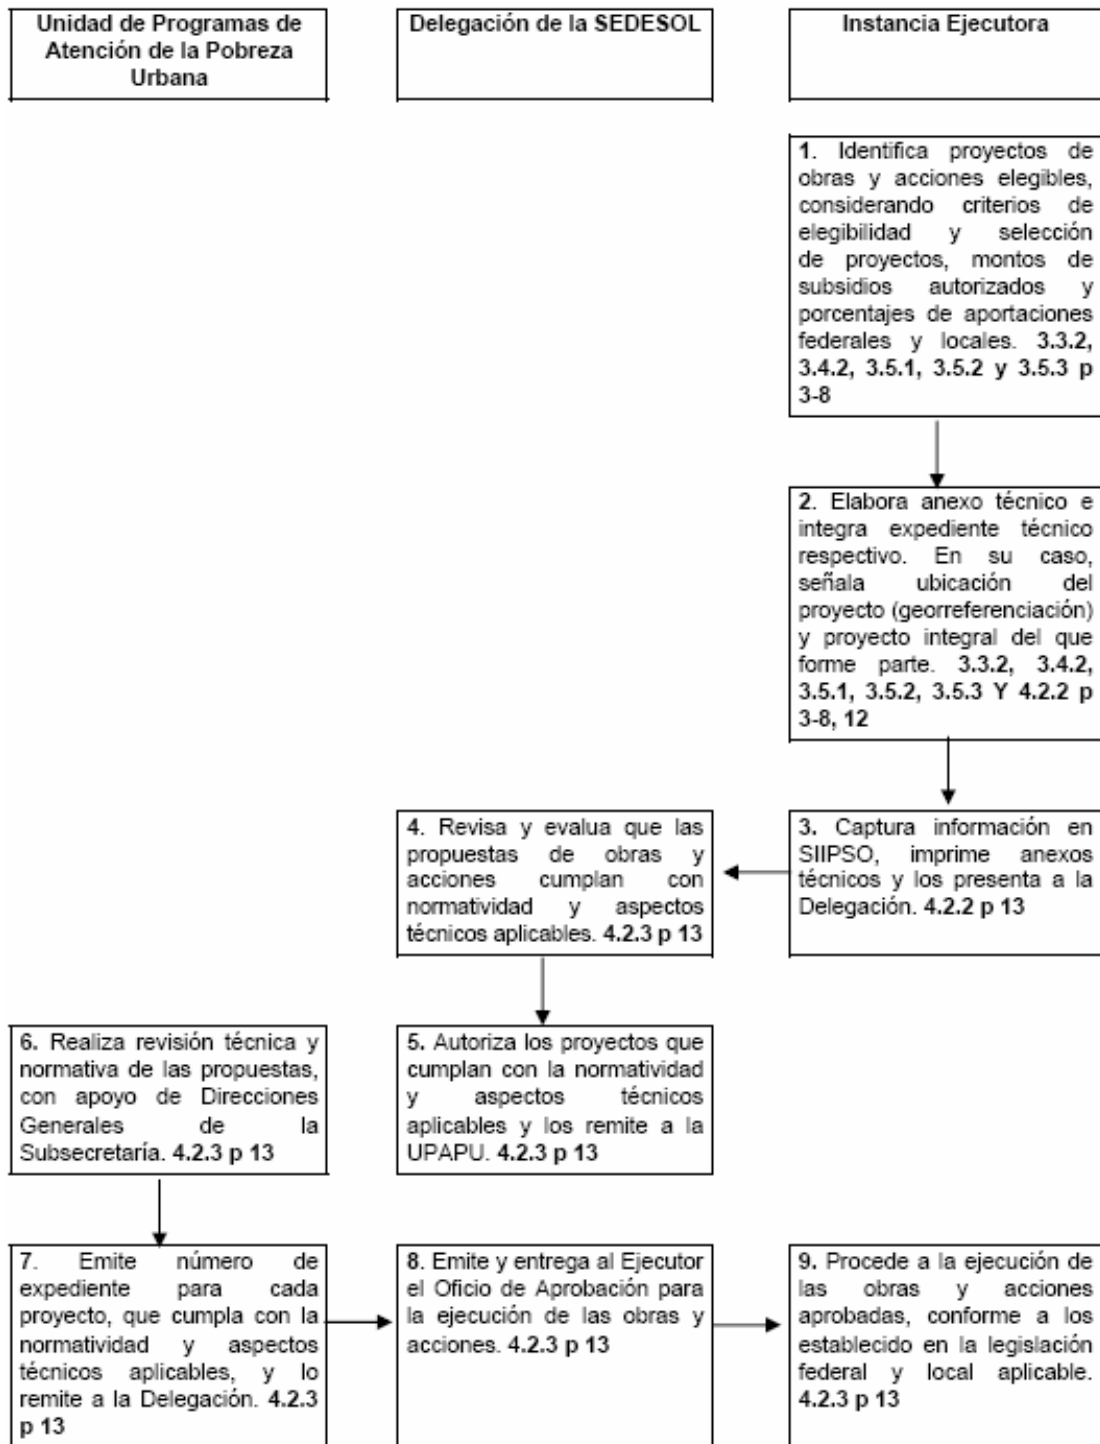 Unidad de Programas de
Atención de la Pobreza
Urbana
Delegación de la SEDESOL
Instancia Ejecutora
1. Identifica proyectos de
obras y acciones elegibles,
considerando criterios de
elegibilidad y selección
de proyectos, montos de
subsidios autorizados y
porcentajes de aportaciones
federales y locales. 3.3.2,
3.4.2, 3.5.1, 3.5.2 y 3.5.3 p
3-8
2. Elabora anexo técnico e
integra expediente técnico
respectivo. En su caso,
señala ubicación del
proyecto (georreferenciación)
y proyecto integral del que
forme parte. 3.3.2, 3.4.2,
3.5.1, 3.5.2, 3.5.3 Y 4.2.2 p
3-8, 12
3. Captura información en
SIIPSO, imprime anexos
técnicos y los presenta a la
Delegación. 4.2.2 p 13
4. Revisa y evalua que las
propuestas de obras y
acciones cumplan con
normatividad y aspectos
técnicos aplicables. 4.2.3 p 13
5. Autoriza los proyectos que
cumplan con la normatividad
y aspectos técnicos
aplicables y los remite a la
UPAPU. 4.2.3 p 13
6. Realiza revisión técnica y
normativa de las propuestas,
con apoyo de Direcciones
Generales de la
Subsecretaría. 4.2.3 p 13
7. Emite número de
expediente para cada
proyecto, que cumpla con la
normatividad y aspectos
técnicos aplicables, y lo
remite a la Delegación. 4.2.3
p 13
8. Emite y entrega al Ejecutor
el Oficio de Aprobación para
la ejecución de las obras y
acciones. 4.2.3 p 13
9. Procede a la ejecución de
las obras y acciones
aprobadas, conforme a los
establecido en la legislación
federal y local aplicable.
4.2.3 p 13